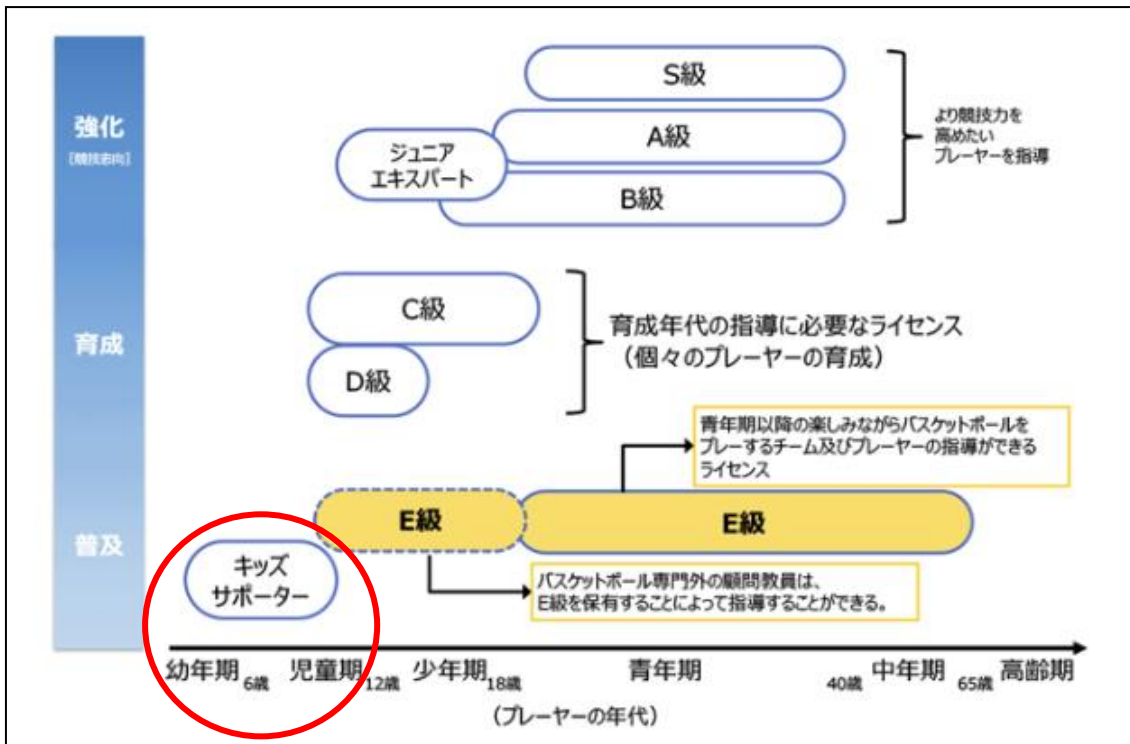 強化
[競技志向]
S級
A級
ジュニア
エキスパート
B級
より競技力を
高めたい
プレーヤーを指導
育成
C級
D級
育成年代の指導に必要なライセンス
（個々のプレーヤーの育成）
青年期以降の楽しみながらバスケットボールを
プレーするチーム及びプレーヤーの指導ができる
ライセンス
普及
E級
E級
キッズ
サポーター
バスケットボール専門外の顧問教員は、
E級を保有することによって指導することができる。
幼年期 6歳 児童期 12歳 少年期 18歳 青年期 40歳 中年期 65歳 高齢期
（プレーヤーの年代）